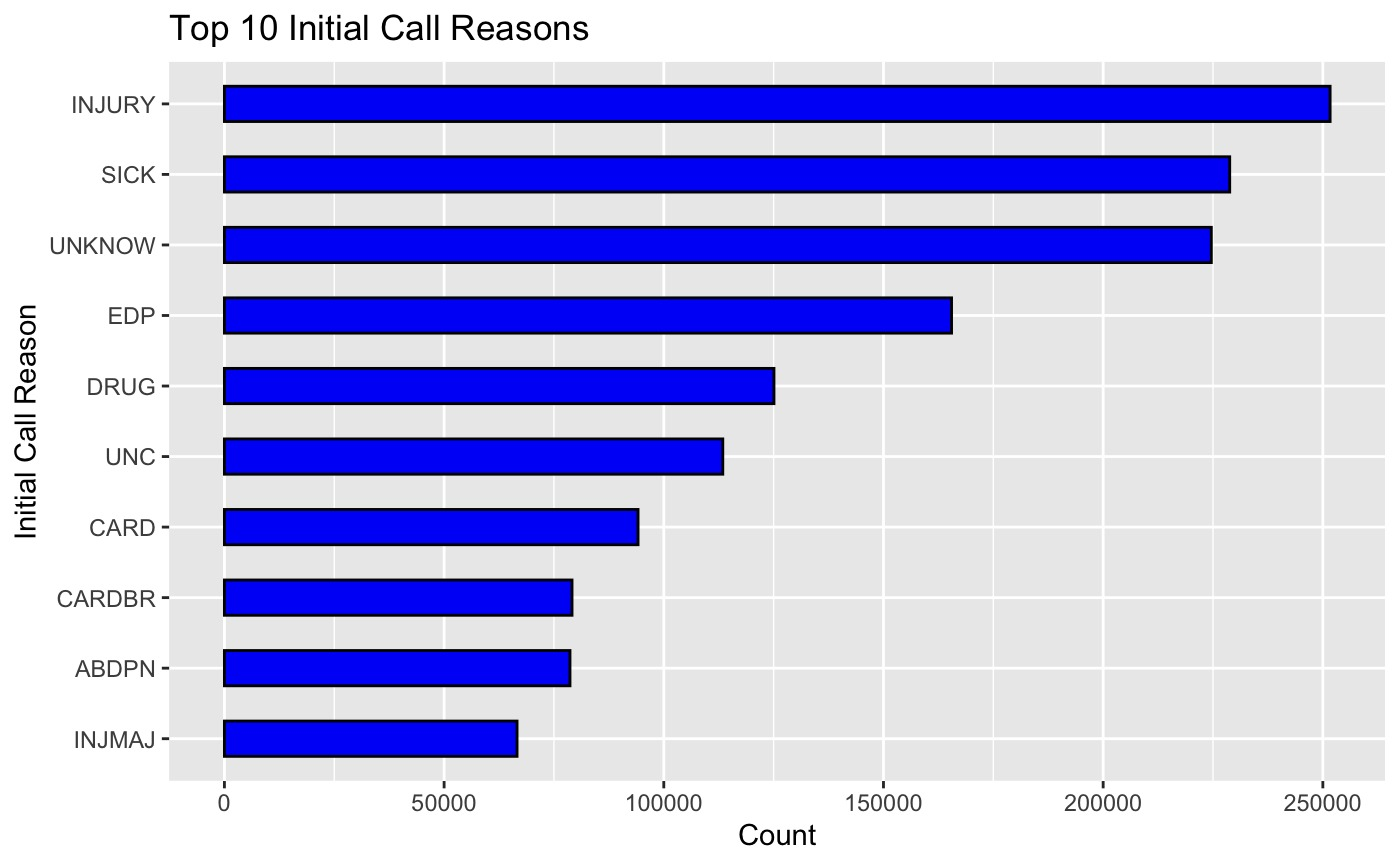 Top 10 Initial Call Reasons
Initial Call Reason
INJURY
SICK
UNKNOW
EDP
DRUG
UNC
CARD
CARDBR
ABDPN
INJMAJ
0 50000 100000 150000 200000 250000
Count